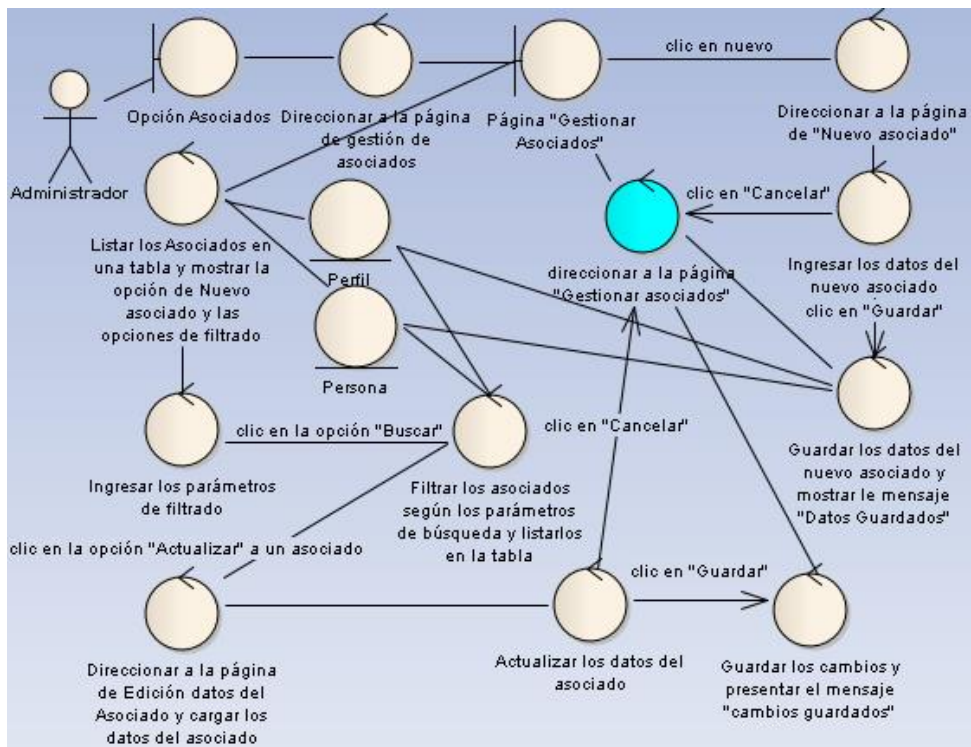 clic en nuevo
Opción Asociados
Direccionar a la página
de gestión de
asociados
Página "Gestionar
Asociados"
Direccionar a la página
de "Nuevo asociado"
Administrador
clic en "Cancelar"
Listar los Asociados en
una tabla y mostrar la
opción de Nuevo
asociado y las
opciones de filtrado
Perfil
direccionar a la página
"Gestionar asociados"
Ingresar los datos del
nuevo asociado
clic en "Guardar"
Persona
clic en la opción "Buscar"
clic en "Cancelar"
Ingresar los parámetros
de filtrado
Filtrar los asociados
según los parámetros
de búsqueda y listarlos
en la tabla
Guardar los datos del
nuevo asociado y
mostrar le mensaje
"Datos Guardados"
clic en la opción "Actualizar" a un asociado
clic en "Guardar"
Direccionar a la página
de Edición datos del
Asociado y cargar los
datos del asociado
Actualizar los datos del
asociado
Guardar los cambios y
presentar el mensaje
"cambios guardados"